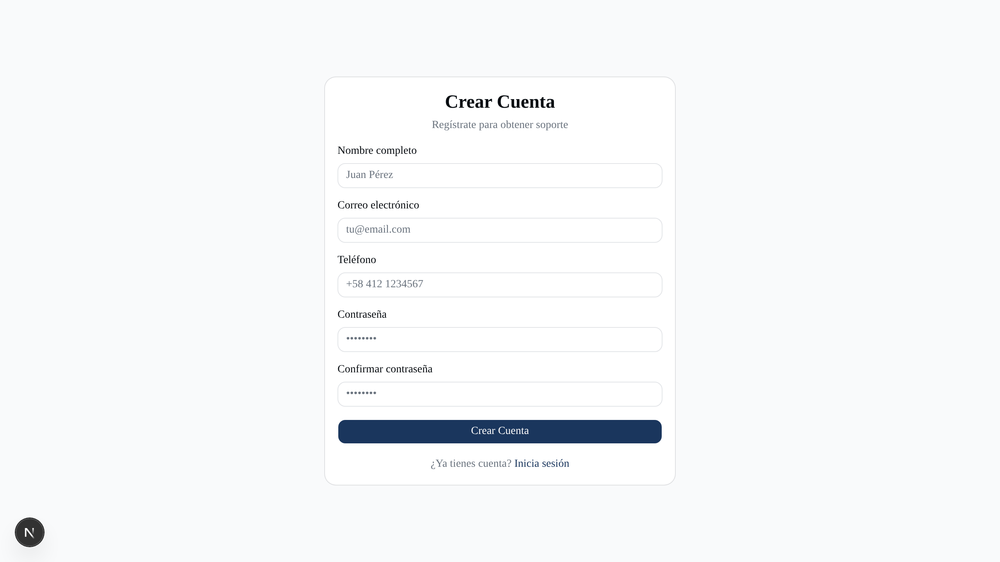 Crear Cuenta
Regístrate para obtener soporte
Nombre completo
Juan Pérez
Correo electrónico
tu@email.com
Teléfono
+58 412 1234567
Contraseña
••••••••
Confirmar contraseña
••••••••
Crear Cuenta
¿Ya tienes cuenta? Inicia sesión
N